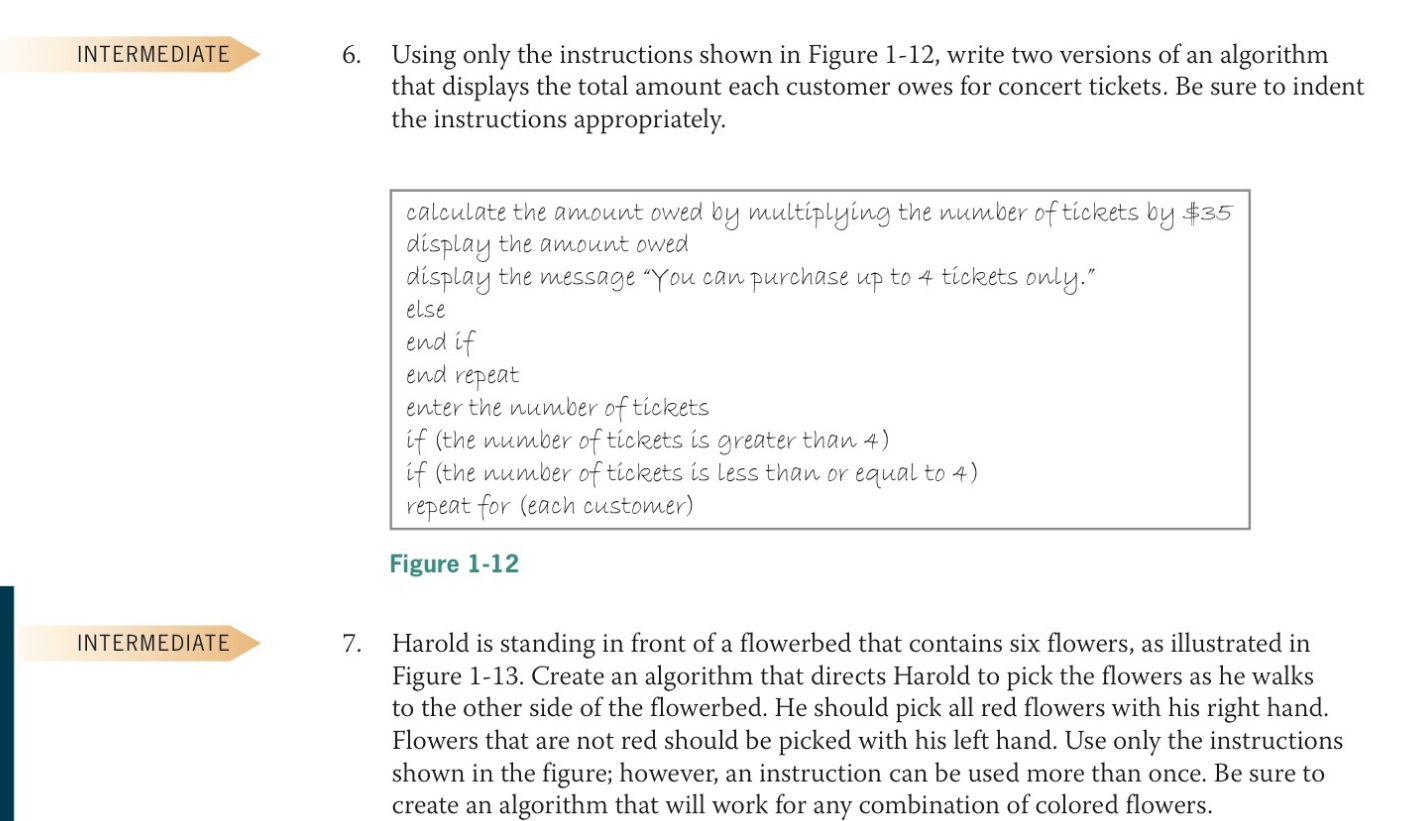 INTERMEDIATE
6. Using only the instructions shown in Figure 1-12, write two versions of an algorithm
that displays the total amount each customer owes for concert tickets. Be sure to indent
the instructions appropriately.
calculate the amount owed by multiplying the number of tickets by $35
display the amount owed
display the message “You can purchase up to 4 tickets only.”
else
end if
end repeat
enter the number of tickets
if (the number of tickets is greater than 4)
if (the number of tickets is less than or equal to 4)
repeat for (each customer)
Figure 1-12
INTERMEDIATE
7. Harold is standing in front of a flowerbed that contains six flowers, as illustrated in
Figure 1-13. Create an algorithm that directs Harold to pick the flowers as he walks
to the other side of the flowerbed. He should pick all red flowers with his right hand.
Flowers that are not red should be picked with his left hand. Use only the instructions
shown in the figure; however, an instruction can be used more than once. Be sure to
create an algorithm that will work for any combination of colored flowers.